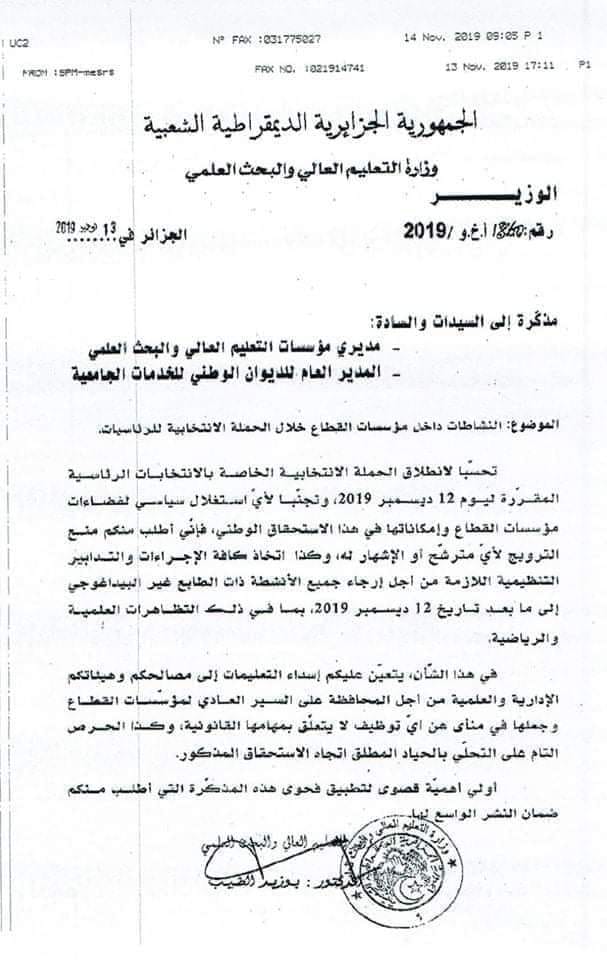 UC2 N° FAX :031775027 14 Nov. 2019 09:05 P 1
FROM :SPM-mesrs FAX NO. :021914741 13 Nov. 2019 17:11 P1
الجمهورية الجزايرية الديمقراطية الشعبية
وزارة التعليم العالي والبحث العلمي
الوزيــــــــر
رقم: /أ.خ.و /2019 الجزائر في 13 نوفمبر 2019
مذكّرة إلى السيدات والسادة:
- مديري مؤسسات التعليم العالي والبحث العلمي
- المدير العام للديوان الوطني للخدمات الجامعية
الموضوع: النشاطات داخل مؤسسات القطاع خلال الحملة الانتخابية للرئاسيات.
تحسّبا لانطلاق الحملة الانتخابية الخاصة بالانتخابات الرئاسية
المقرّرة ليوم 12 ديسمبر 2019، وتجنّبا لأيّ استغلال سياسي لفضاءات
مؤسسات القطاع وإمكاناتها في هذا الاستحقاق الوطني، فإنّي أطلب منكم منع
الترويج لأيّ مترشّح أو الإشهار له، وكذا اتخاذ كافة الإجراءات والتدابير
التنظيمية اللازمة من أجل إرجاء جميع الأنشطة ذات الطابع غير البيداغوجي
إلى ما بعد تاريخ 12 ديسمبر 2019، بما في ذلك التظاهرات العلمية
والرياضية.
في هذا الشأن، يتعيّن عليكم إسداء التعليمات إلى مصالحكم وهيئاتكم
الإدارية والعلمية من أجل المحافظة على السير العادي لمؤسّسات القطاع
وجعلها في منأى عن أيّ توظيف لا يتعلّق بمهامها القانونية، وكذا الحرص
التام على التحلّي بالحياد المطلق اتجاه الاستحقاق المذكور.
أولي أهميّة قصوى لتطبيق فحوى هذه المذكّرة التي أطلب منكم
ضمان النشر الواسع لها.
التعليم العالي والبحث العلمي
الدكتور: بوزيد الطيب